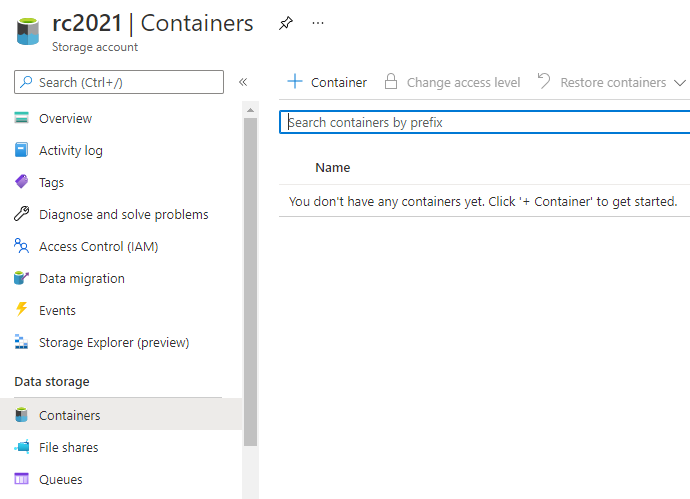 rc2021 | Containers
Storage account
Search (Ctrl+/)
Overview
Activity log
Tags
Diagnose and solve problems
Access Control (IAM)
Data migration
Events
Storage Explorer (preview)
Data storage
Containers
File shares
Queues
+ Container
Change access level
Restore containers
Search containers by prefix
Name
You don't have any containers yet. Click '+ Container' to get started.